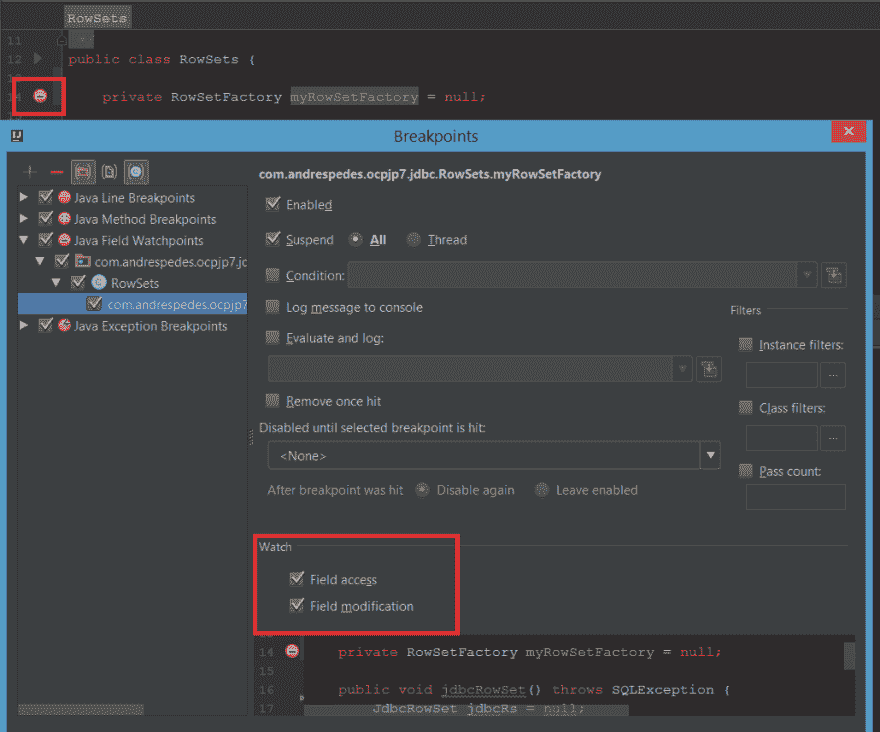 RowSets
11
12 public class RowSets {
14 private RowSetFactory myRowSetFactory = null;
Breakpoints
com.andrespedes.ocpjp7.jdbc.RowSets.myRowSetFactory
Java Line Breakpoints
Java Method Breakpoints
Java Field Watchpoints
com.andrespedes.ocpjp7.jd
RowSets
com.andrespedes.ocpjp7
Java Exception Breakpoints
Enabled
Suspend All Thread
Condition:
Log message to console
Evaluate and log:
Remove once hit
Disabled until selected breakpoint is hit:
<None>
After breakpoint was hit Disable again Leave enabled
Filters
Instance filters:
...
Class filters:
...
Pass count:
Watch
Field access
Field modification
14 private RowSetFactory myRowSetFactory = null;
15
16 public void jdbcRowSet() throws SQLException {
17 JdbcRowSet jdbcRs = null;